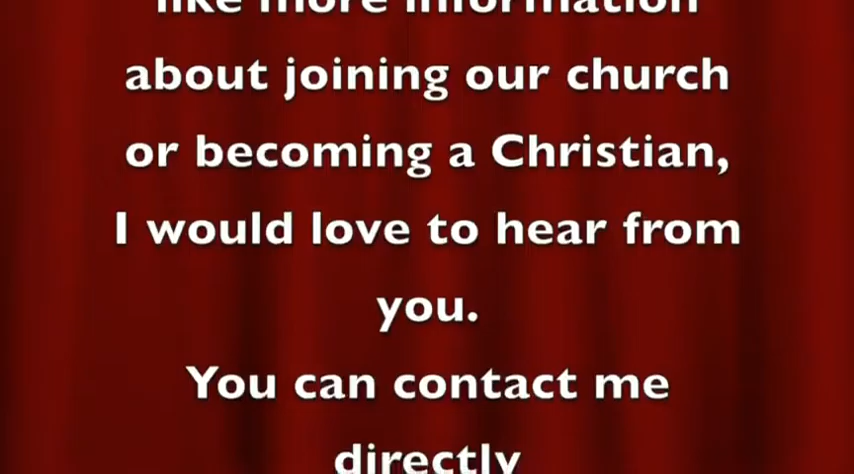 like more information
about joining our church
or becoming a Christian,
I would love to hear from
you.
You can contact me
directly